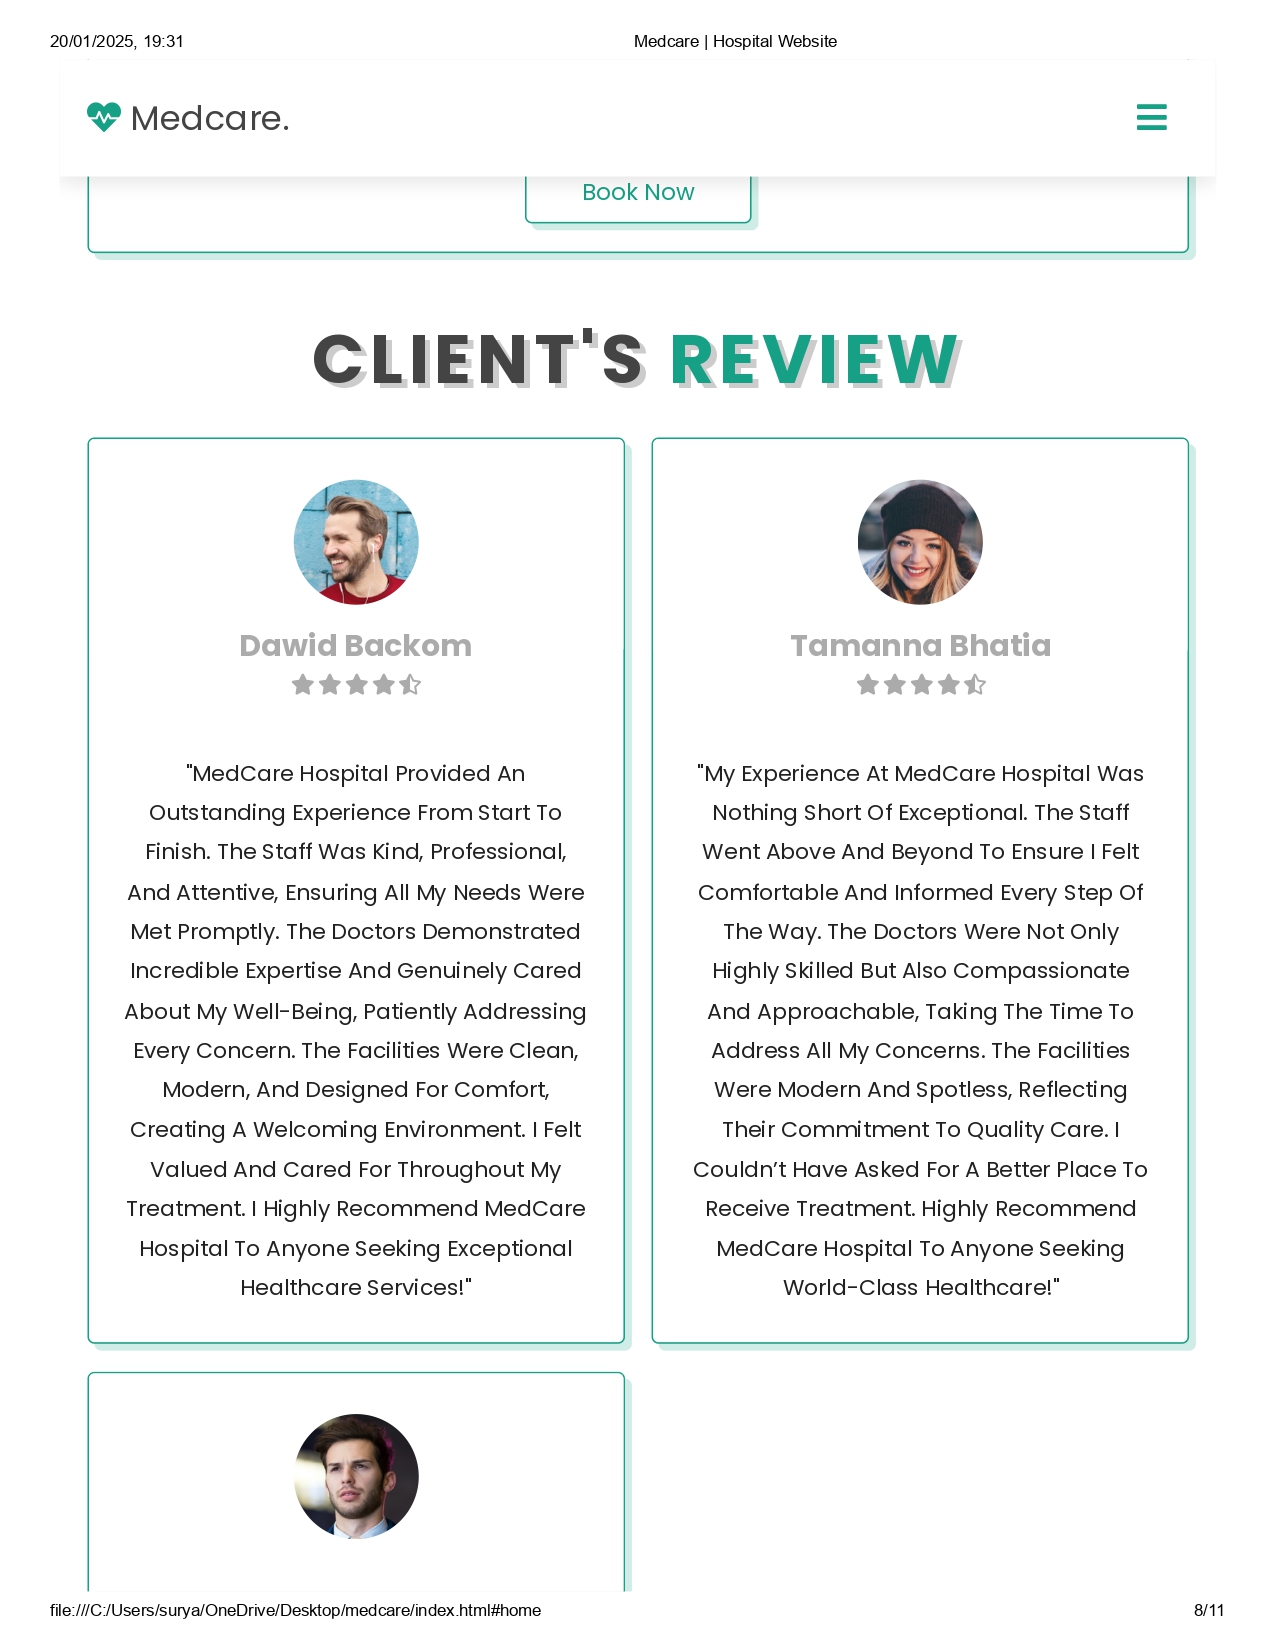 20/01/2025, 19:31
Medcare | Hospital Website
Medcare.
Book Now
CLIENT'S REVIEW
Dawid Backom
"MedCare Hospital Provided An
Outstanding Experience From Start To
Finish. The Staff Was Kind, Professional,
And Attentive, Ensuring All My Needs Were
Met Promptly. The Doctors Demonstrated
Incredible Expertise And Genuinely Cared
About My Well-Being, Patiently Addressing
Every Concern. The Facilities Were Clean,
Modern, And Designed For Comfort,
Creating A Welcoming Environment. I Felt
Valued And Cared For Throughout My
Treatment. I Highly Recommend MedCare
Hospital To Anyone Seeking Exceptional
Healthcare Services!"
Tamanna Bhatia
"My Experience At MedCare Hospital Was
Nothing Short Of Exceptional. The Staff
Went Above And Beyond To Ensure I Felt
Comfortable And Informed Every Step Of
The Way. The Doctors Were Not Only
Highly Skilled But Also Compassionate
And Approachable, Taking The Time To
Address All My Concerns. The Facilities
Were Modern And Spotless, Reflecting
Their Commitment To Quality Care. I
Couldn’t Have Asked For A Better Place To
Receive Treatment. Highly Recommend
MedCare Hospital To Anyone Seeking
World-Class Healthcare!"
file:///C:/Users/surya/OneDrive/Desktop/medcare/index.html#home
8/11